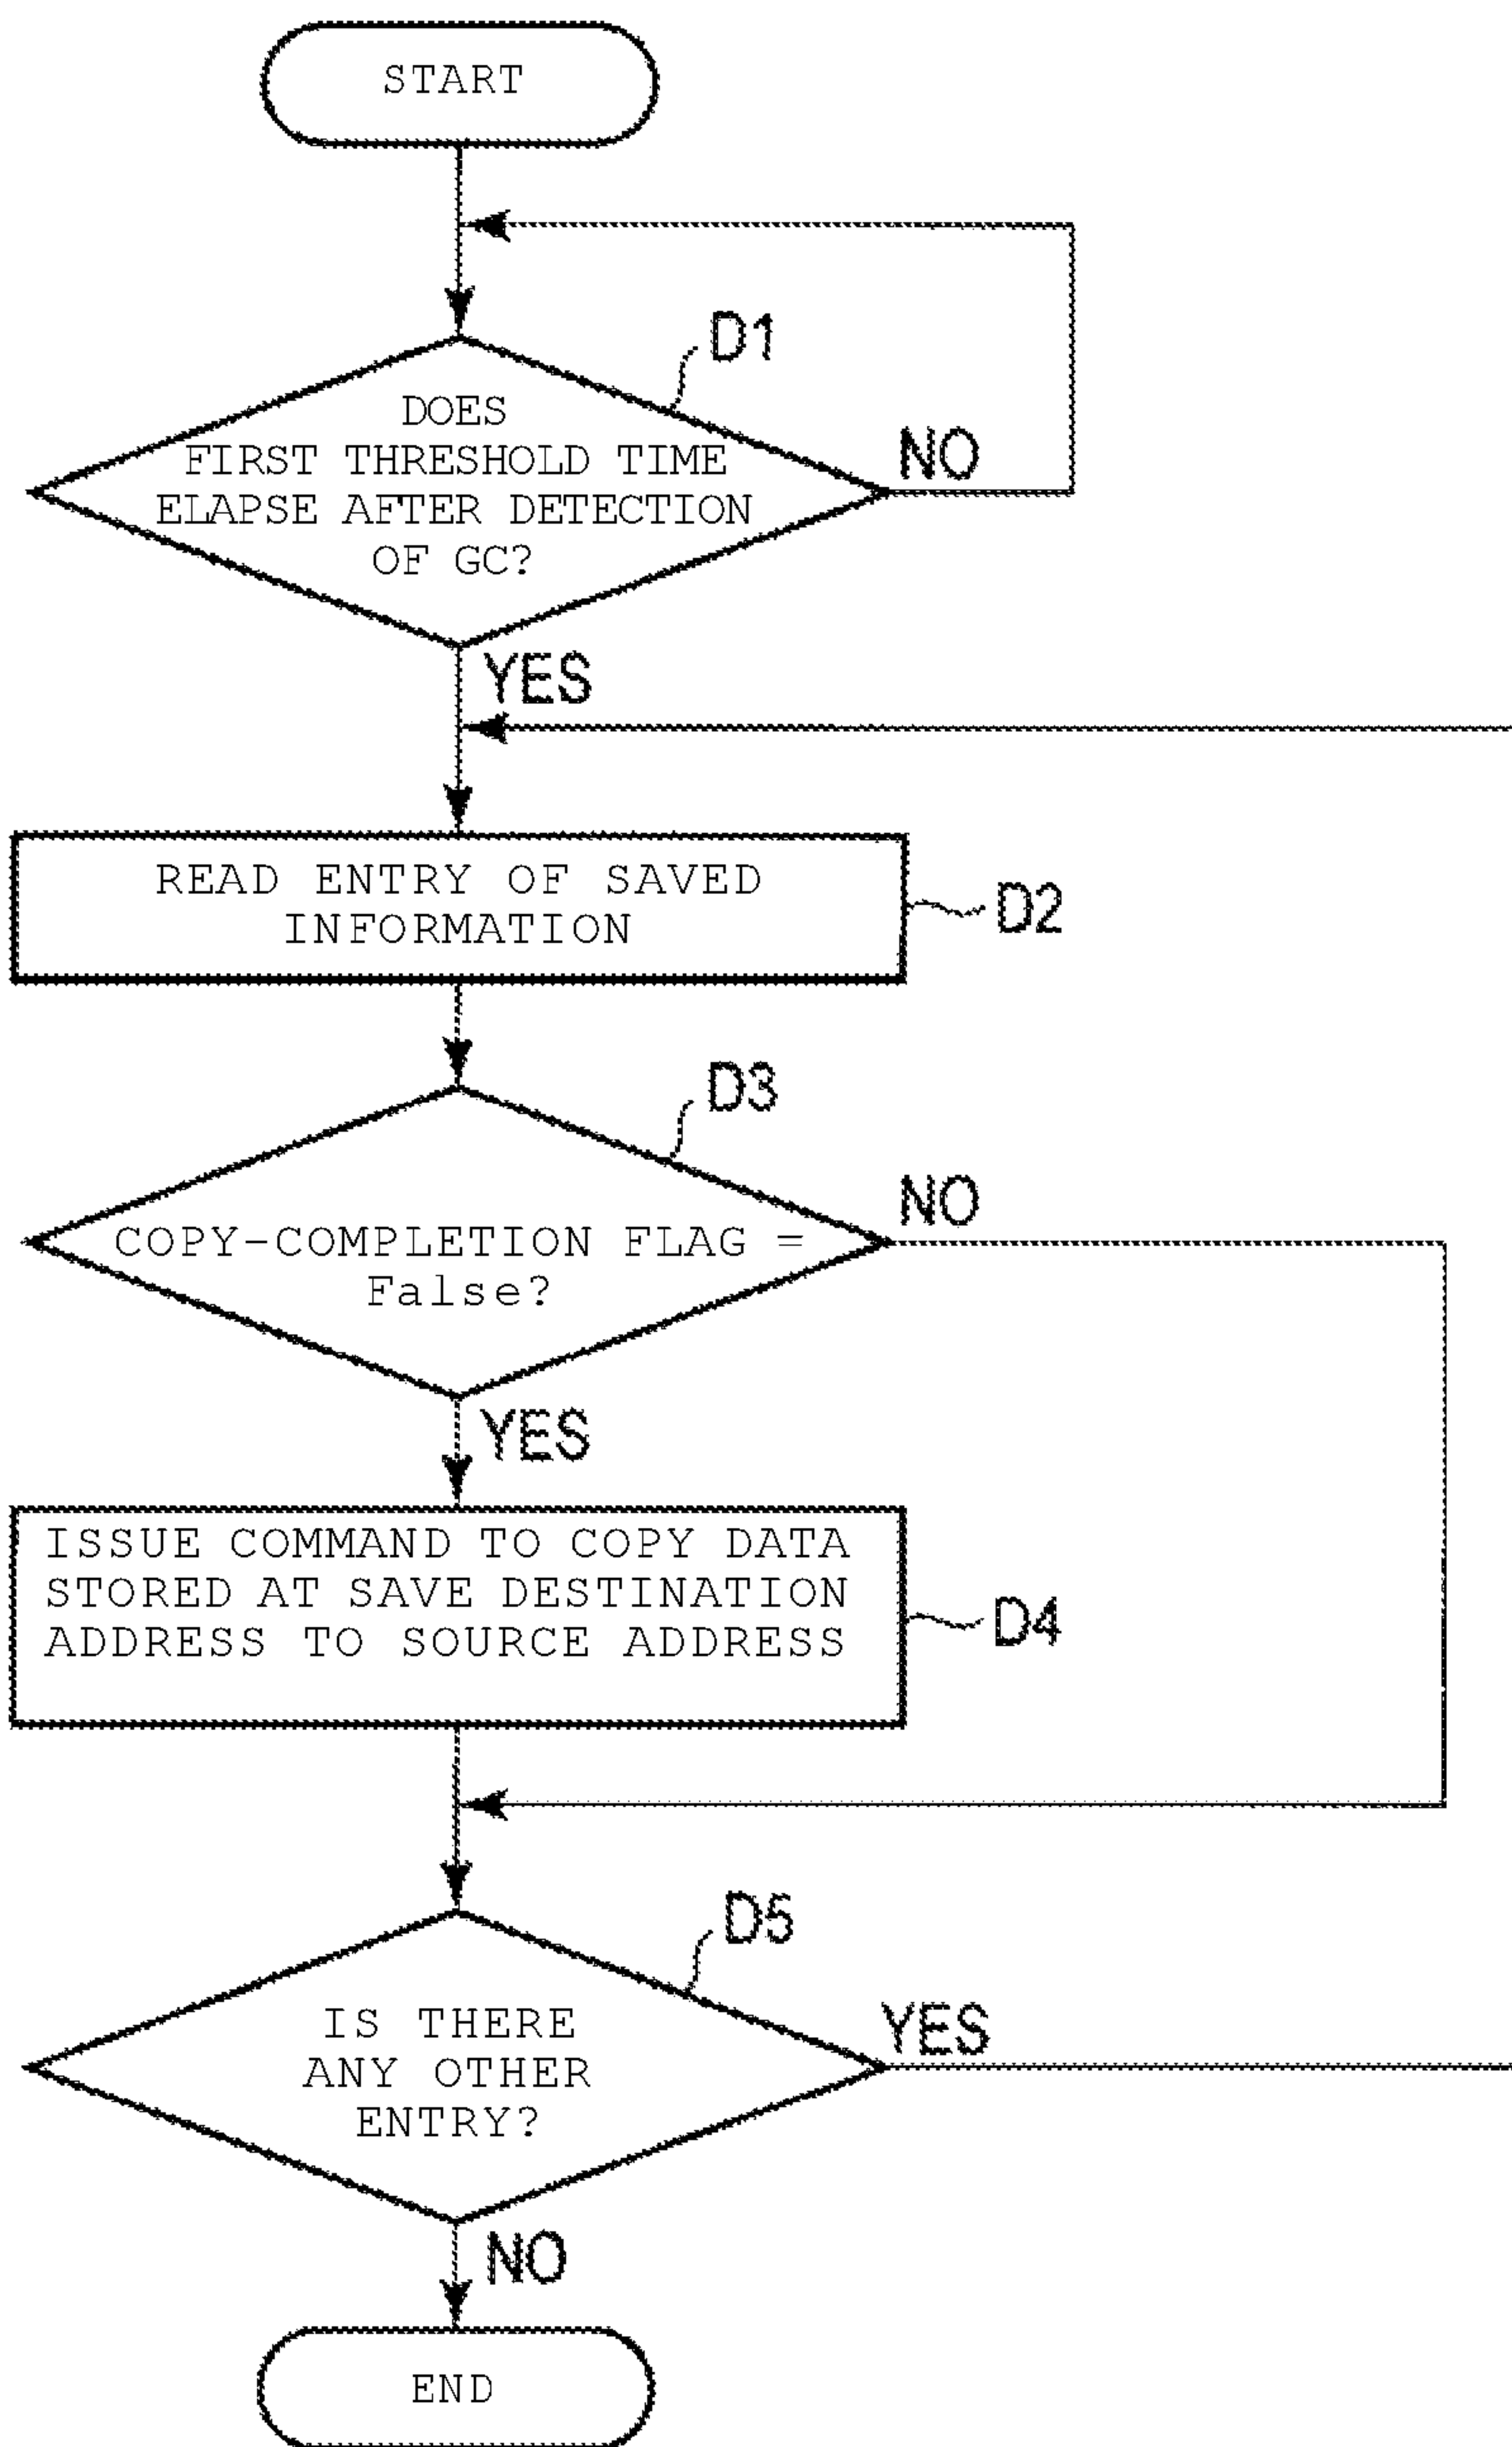 START
D1
DOES
FIRST THRESHOLD TIME
ELAPSE AFTER DETECTION
OF GC?
NO
YES
READ ENTRY OF SAVED
INFORMATION
D2
D3
COPY-COMPLETION FLAG =
False?
NO
YES
ISSUE COMMAND TO COPY DATA
STORED AT SAVE DESTINATION
ADDRESS TO SOURCE ADDRESS
D4
D5
IS THERE
ANY OTHER
ENTRY?
YES
NO
END